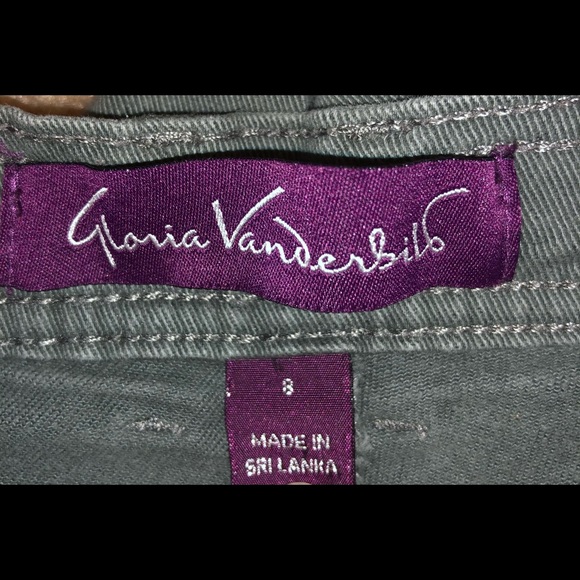 Gloria Vanderbilt
8
MADE IN
SRI LANKA